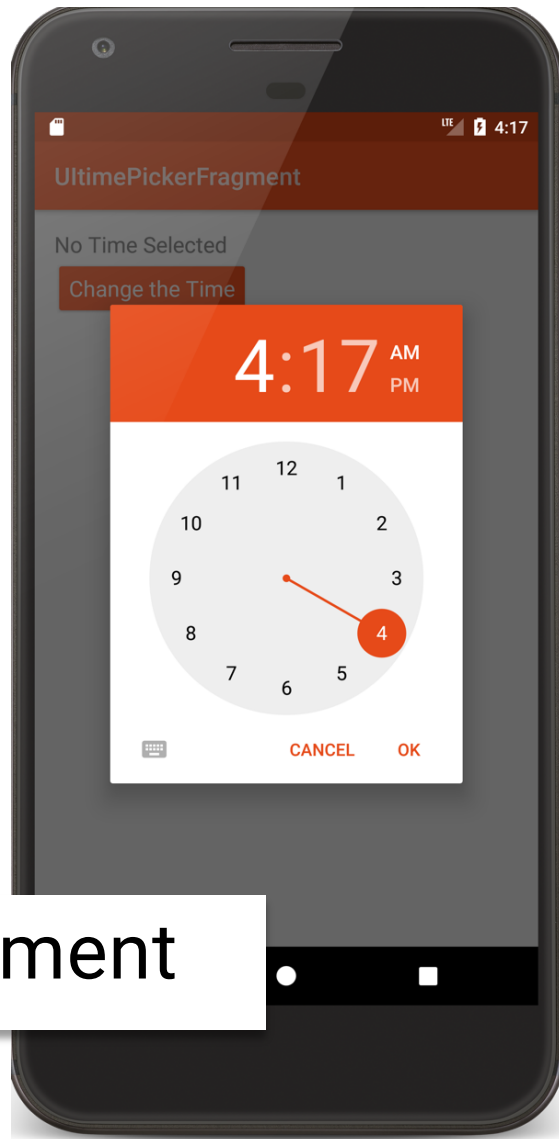 LTE 4:17
UltimePickerFragment
No Time Selected
Change the Time
4:17 AM
PM
12
11 1
10 2
9 3
8 4
7 5
6
CANCEL OK
ment